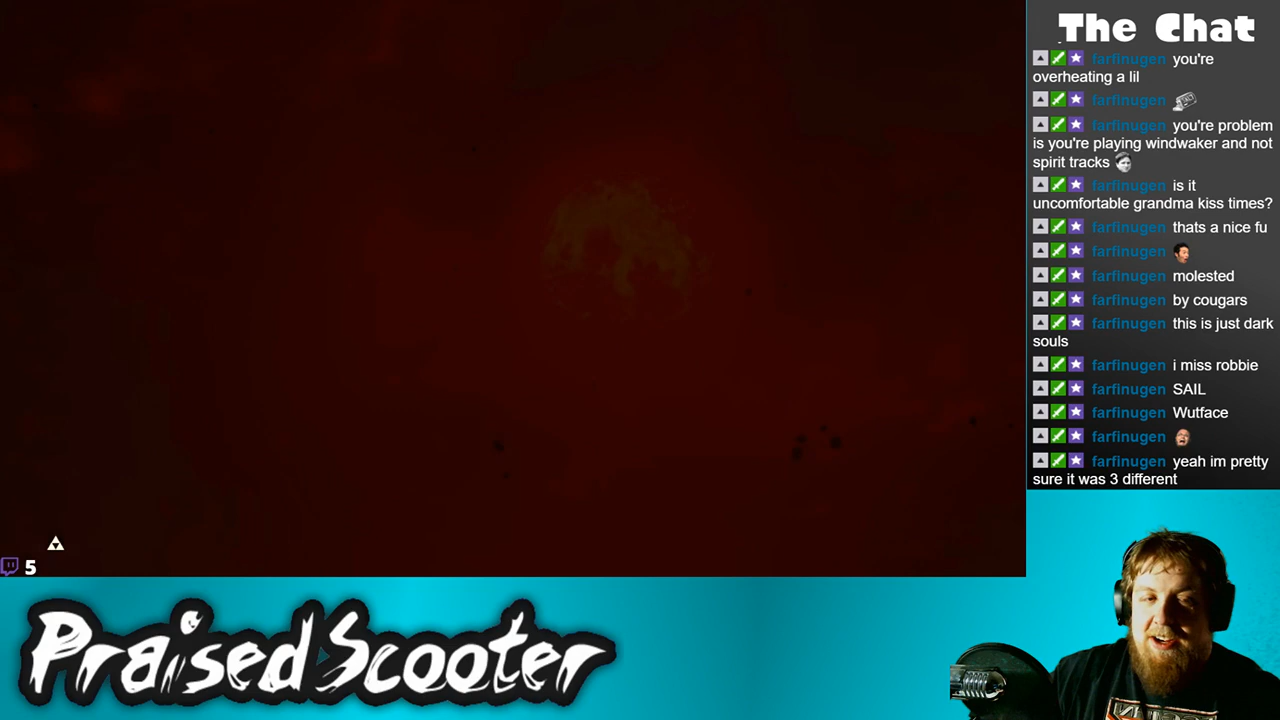 The Chat
farfinugen you're
overheating a lil
farfinugen
farfinugen you're problem
is you're playing windwaker and not
spirit tracks
farfinugen is it
uncomfortable grandma kiss times?
farfinugen thats a nice fu
farfinugen
farfinugen molested
farfinugen by cougars
farfinugen this is just dark
souls
farfinugen i miss robbie
farfinugen SAIL
farfinugen Wutface
farfinugen
farfinugen yeah im pretty
sure it was 3 different
5
PraisedScooter